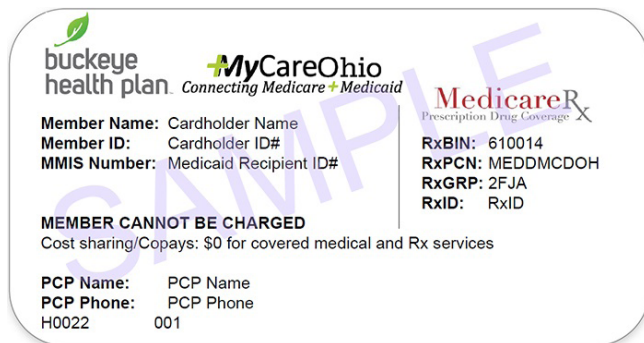 buckeye
health plan
MyCareOhio
Connecting Medicare + Medicaid
MedicareRx
Prescription Drug Coverage
Member Name: Cardholder Name
Member ID: Cardholder ID#
MMIS Number: Medicaid Recipient ID#
RxBIN: 610014
RxPCN: MEDDMCDOH
RxGRP: 2FJA
RxID: RxID
MEMBER CANNOT BE CHARGED
Cost sharing/Copays: $0 for covered medical and Rx services
PCP Name: PCP Name
PCP Phone: PCP Phone
H0022 001
SAMPLE